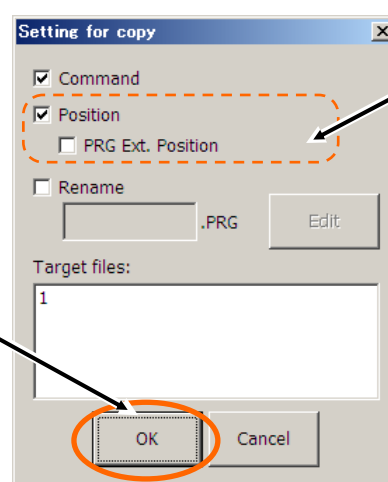 Setting for copy
Command
Position
PRG Ext. Position
Rename
.PRG
Edit
Target files:
1
OK
Cancel